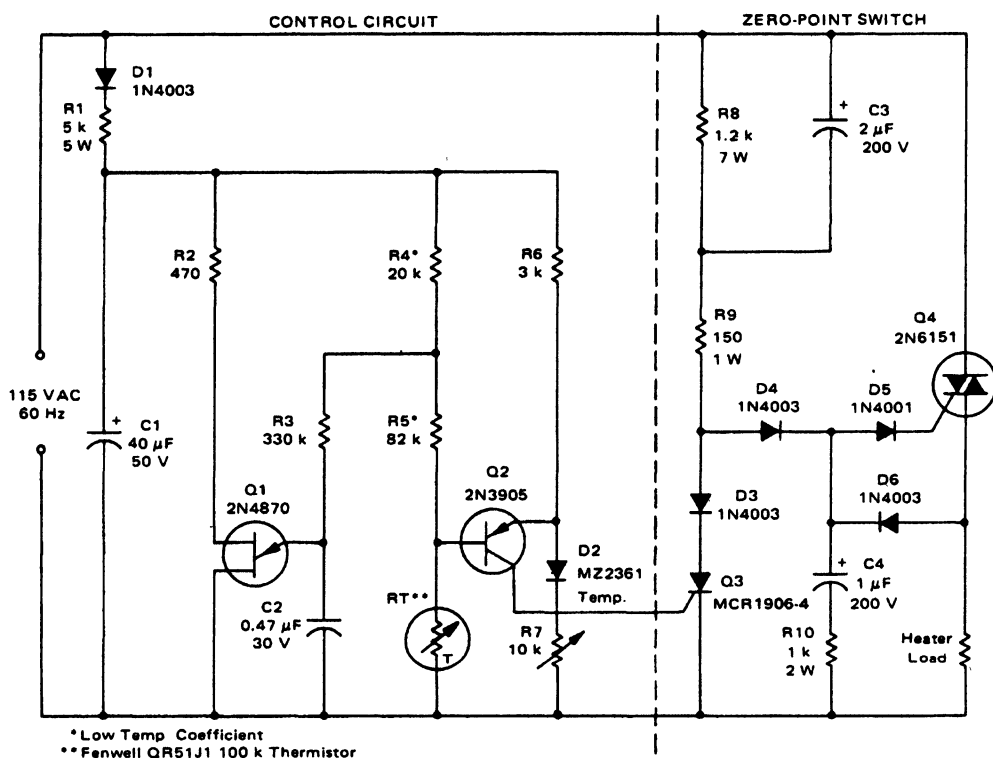 CONTROL CIRCUIT
ZERO-POINT SWITCH
D1
1N4003
R1
5 k
5 W
R8
1.2 k
7 W
+
C3
2 μF
200 V
R2
470
R4*
20 k
R6
3 k
R9
150
1 W
Q4
2N6151
115 VAC
60 Hz
+
C1
40 μF
50 V
R3
330 k
R5*
82 k
D4
1N4003
D5
1N4001
Q1
2N4870
Q2
2N3905
D3
1N4003
D6
1N4003
D2
MZ2361
Temp.
Q3
MCR1906-4
+
C4
1 μF
200 V
C2
0.47 μF
30 V
+
RT**
T
R7
10 k
R10
1 k
2 W
Heater
Load
*Low Temp Coefficient
**Fenwell QR51J1 100 k Thermistor